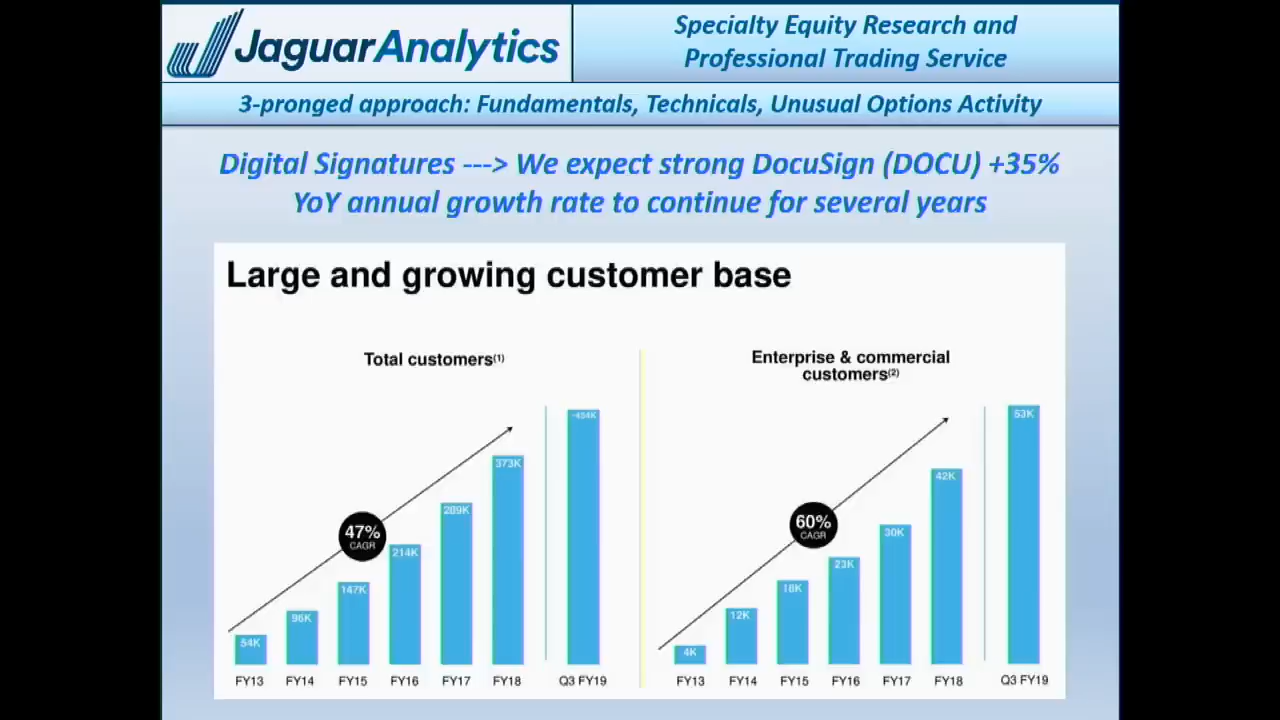 JaguarAnalytics
Specialty Equity Research and
Professional Trading Service
3-pronged approach: Fundamentals, Technicals, Unusual Options Activity
Digital Signatures ---> We expect strong DocuSign (DOCU) +35%
YoY annual growth rate to continue for several years
Large and growing customer base
Total customers(1)
~454K
373K
289K
214K
147K
96K
54K
47%
CAGR
FY13 FY14 FY15 FY16 FY17 FY18 Q3 FY19
Enterprise & commercial
customers(2)
53K
42K
30K
23K
18K
12K
4K
60%
CAGR
FY13 FY14 FY15 FY16 FY17 FY18 Q3 FY19